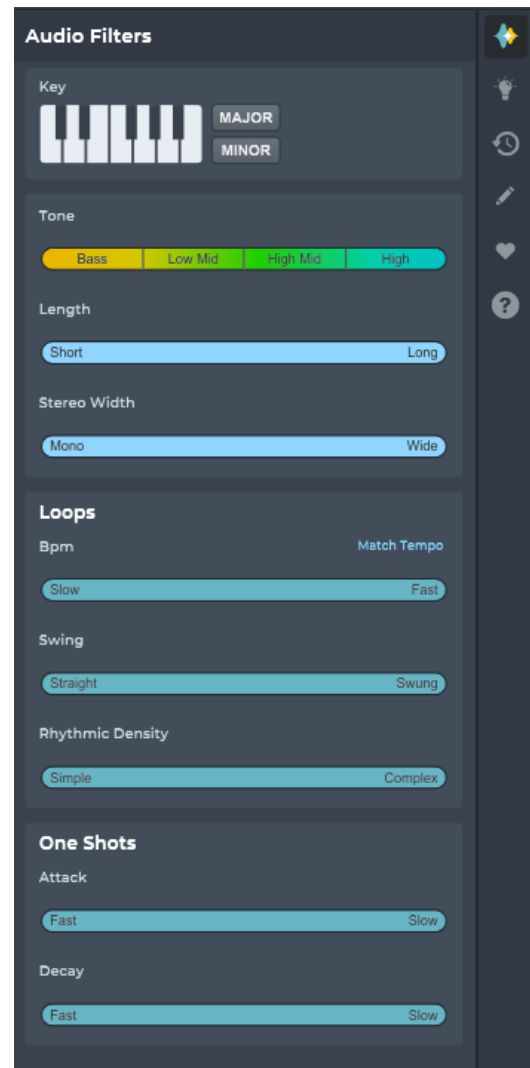 Audio Filters
Key
MAJOR
MINOR
Tone
Bass Low Mid High Mid High
Length
Short Long
Stereo Width
Mono Wide
Loops
Bpm Match Tempo
Slow Fast
Swing
Straight Swung
Rhythmic Density
Simple Complex
One Shots
Attack
Fast Slow
Decay
Fast Slow
?